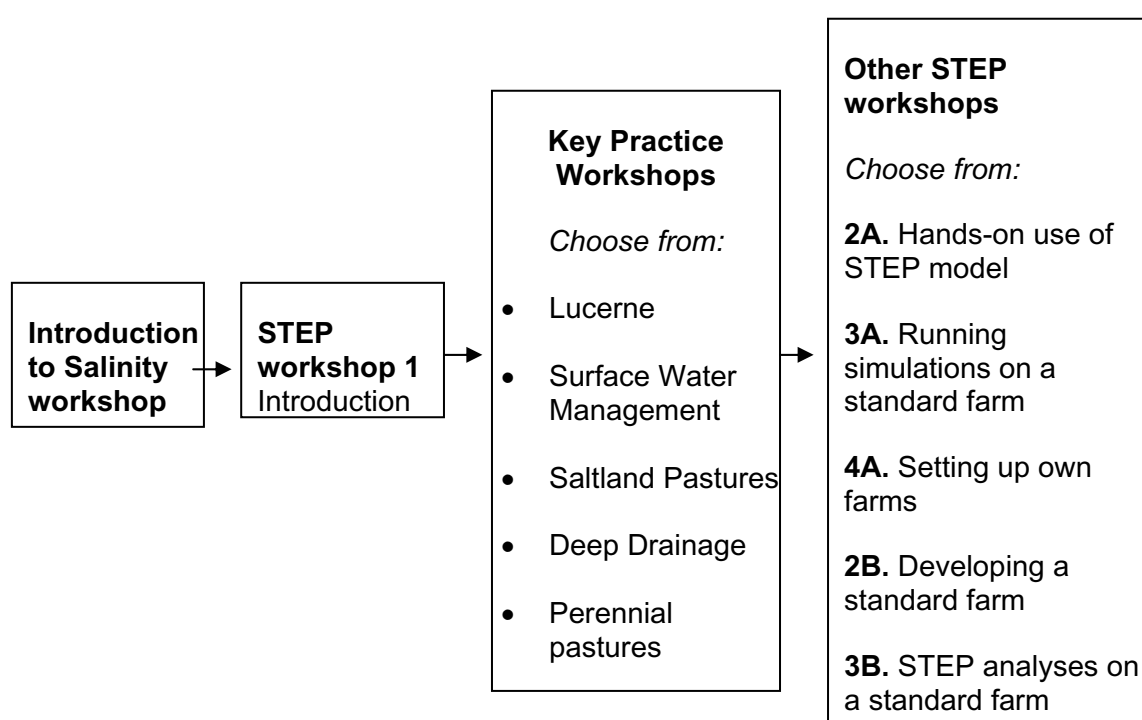 Introduction
to Salinity
workshop
STEP
workshop 1
Introduction
Key Practice
Workshops
Choose from:
• Lucerne
• Surface Water
Management
• Saltland Pastures
• Deep Drainage
• Perennial
pastures
Other STEP
workshops
Choose from:
2A. Hands-on use of
STEP model
3A. Running
simulations on a
standard farm
4A. Setting up own
farms
2B. Developing a
standard farm
3B. STEP analyses on
a standard farm